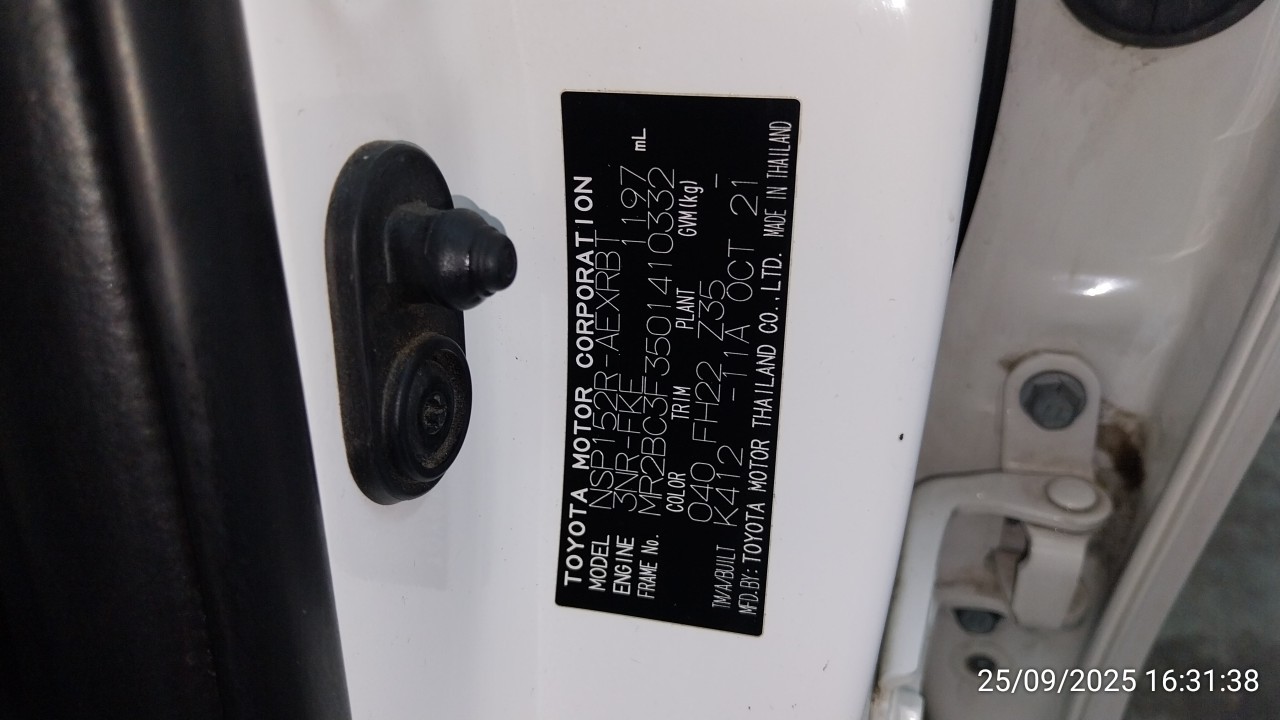 TOYOTA MOTOR CORPORATION
MODEL NSP152R-AEXRBT
ENGINE 3NR-FKE 1197 mL
FRAME No. MR2BC3F3501410332
COLOR TRIM PLANT GVM(kg)
040 FH22 Z35 -
TM/A/BUILT K412 -11A OCT 21
MFD.BY: TOYOTA MOTOR THAILAND CO.,LTD. MADE IN THAILAND
25/09/2025 16:31:38